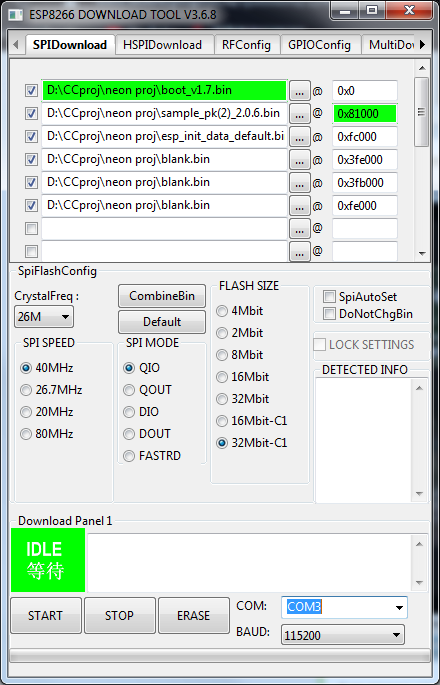 ESP8266 DOWNLOAD TOOL V3.6.8
SPIDownload HSPIDownload RFConfig GPIOConfig MultiDow
D:\CCproj\neon proj\boot_v1.7.bin ... @ 0x0
D:\CCproj\neon proj\sample_pk(2)_2.0.6.bin ... @ 0x81000
D:\CCproj\neon proj\esp_init_data_default.bi ... @ 0xfc000
D:\CCproj\neon proj\blank.bin ... @ 0x3fe000
D:\CCproj\neon proj\blank.bin ... @ 0x3fb000
D:\CCproj\neon proj\blank.bin ... @ 0xfe000
... @
... @
SpiFlashConfig
CrystalFreq :
26M
CombineBin
Default
SPI SPEED
40MHz
26.7MHz
20MHz
80MHz
SPI MODE
QIO
QOUT
DIO
DOUT
FASTRD
FLASH SIZE
4Mbit
2Mbit
8Mbit
16Mbit
32Mbit
16Mbit-C1
32Mbit-C1
SpiAutoSet
DoNotChgBin
LOCK SETTINGS
DETECTED INFO
Download Panel 1
IDLE
等待
START STOP ERASE
COM: COM3
BAUD: 115200